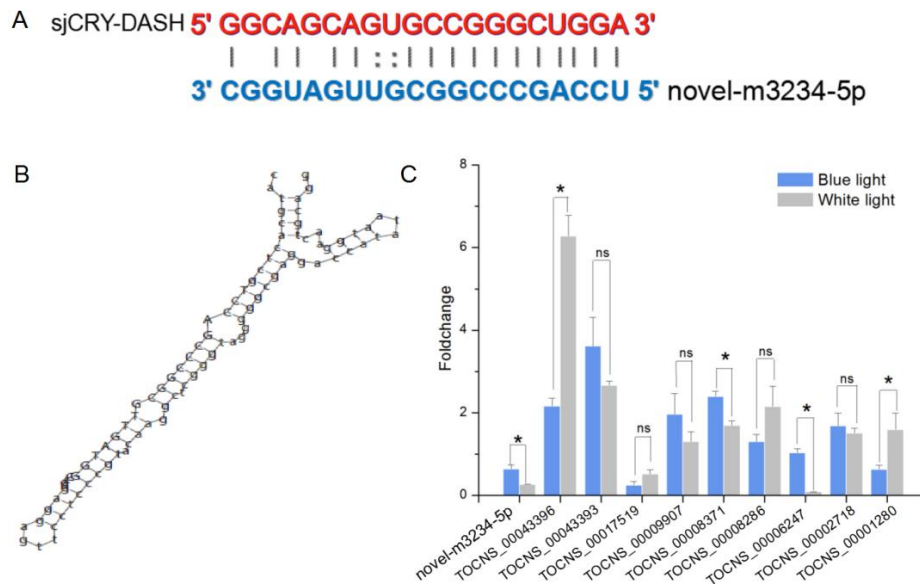 A
sjCRY-DASH 5' GGCAGCAGUGCCGGGCUGGA 3'
3' CGGUAGUUGCGGCCCGACCU 5' novel-m3234-5p
B
C
8
6
4
2
0
Foldchange
Blue light
White light
*
*
ns
ns
ns
*
ns
*
ns
*
novel-m3234-5p
TOCNS_00043396
TOCNS_00043393
TOCNS_00017519
TOCNS_00009907
TOCNS_00008371
TOCNS_00008286
TOCNS_00006247
TOCNS_00002718
TOCNS_00001280